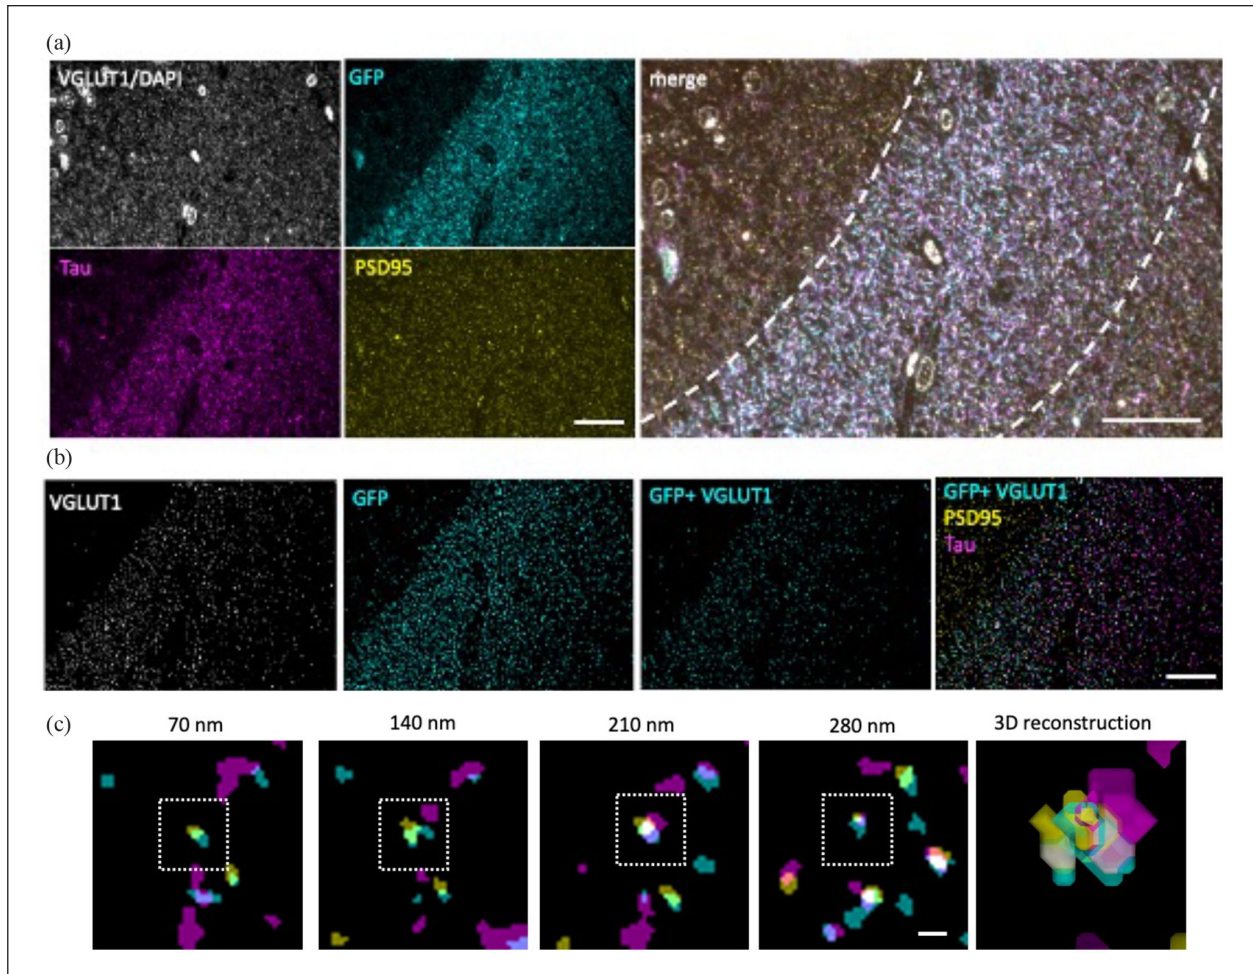 (a)
VGLUT1/DAPI
GFP
merge
Tau
PSD95
(b)
VGLUT1
GFP
GFP+ VGLUT1
GFP+ VGLUT1
PSD95
Tau
(c)
70 nm
140 nm
210 nm
280 nm
3D reconstruction